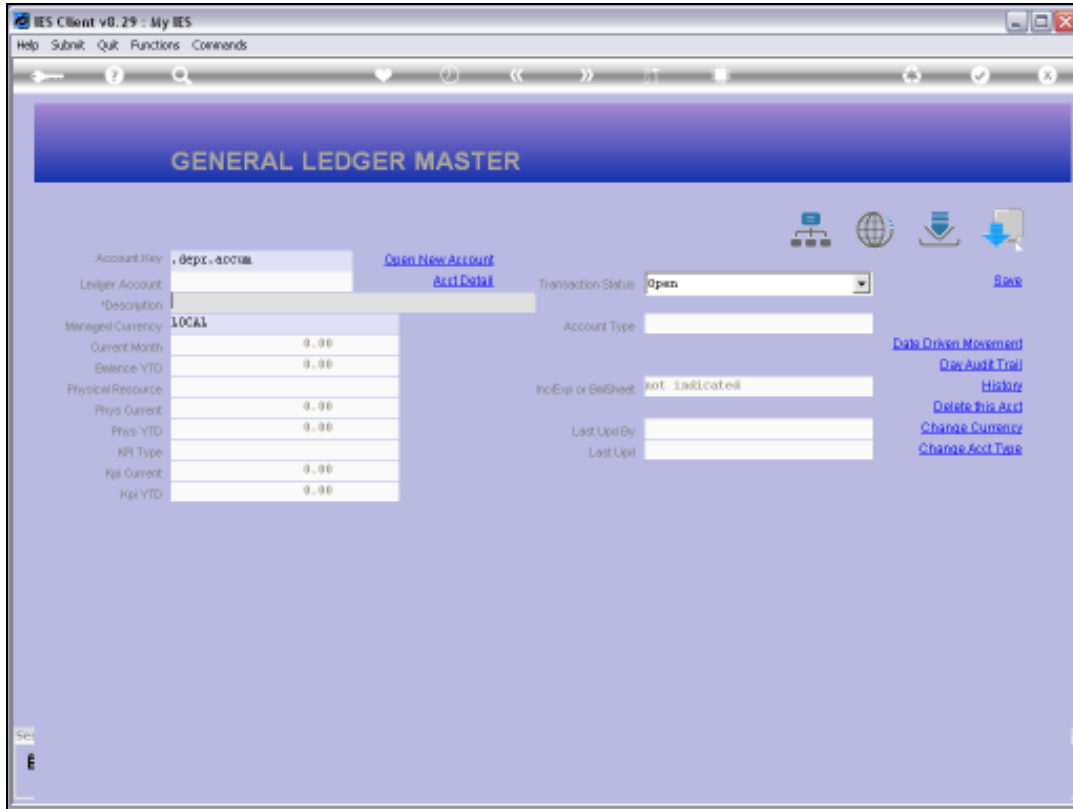 IES Client v8.29 : My IES
Help Submit Quit Functions Commands
GENERAL LEDGER MASTER
Account Key .depr.accum Open New Account
Ledger Account Acct Detail Transaction Status Open Save
*Description
Managed Currency LOCAL Account Type
Current Month 0.00 Date Driven Movement
Balance YTD 0.00 Day Audit Trail
Physical Resource Inc/Exp or BalSheet not indicated History
Phys Current 0.00 Delete this Acct
Phys YTD 0.00 Last Upd By Change Currency
KPI Type Last Upd Change Acct Type
Kpi Current 0.00
Kpi YTD 0.00